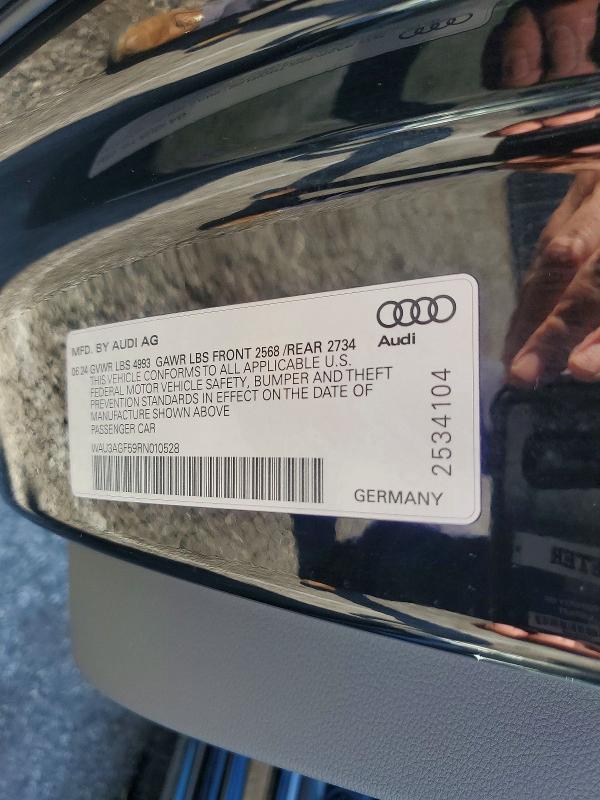 MFD. BY AUDI AG
06 24 GVWR LBS 4993 GAWR LBS FRONT 2568 /REAR 2734
THIS VEHICLE CONFORMS TO ALL APPLICABLE U.S.
FEDERAL MOTOR VEHICLE SAFETY, BUMPER AND THEFT
PREVENTION STANDARDS IN EFFECT ON THE DATE OF
MANUFACTURE SHOWN ABOVE
PASSENGER CAR
WAU3AGF59RN010528
Audi
2534104
GERMANY